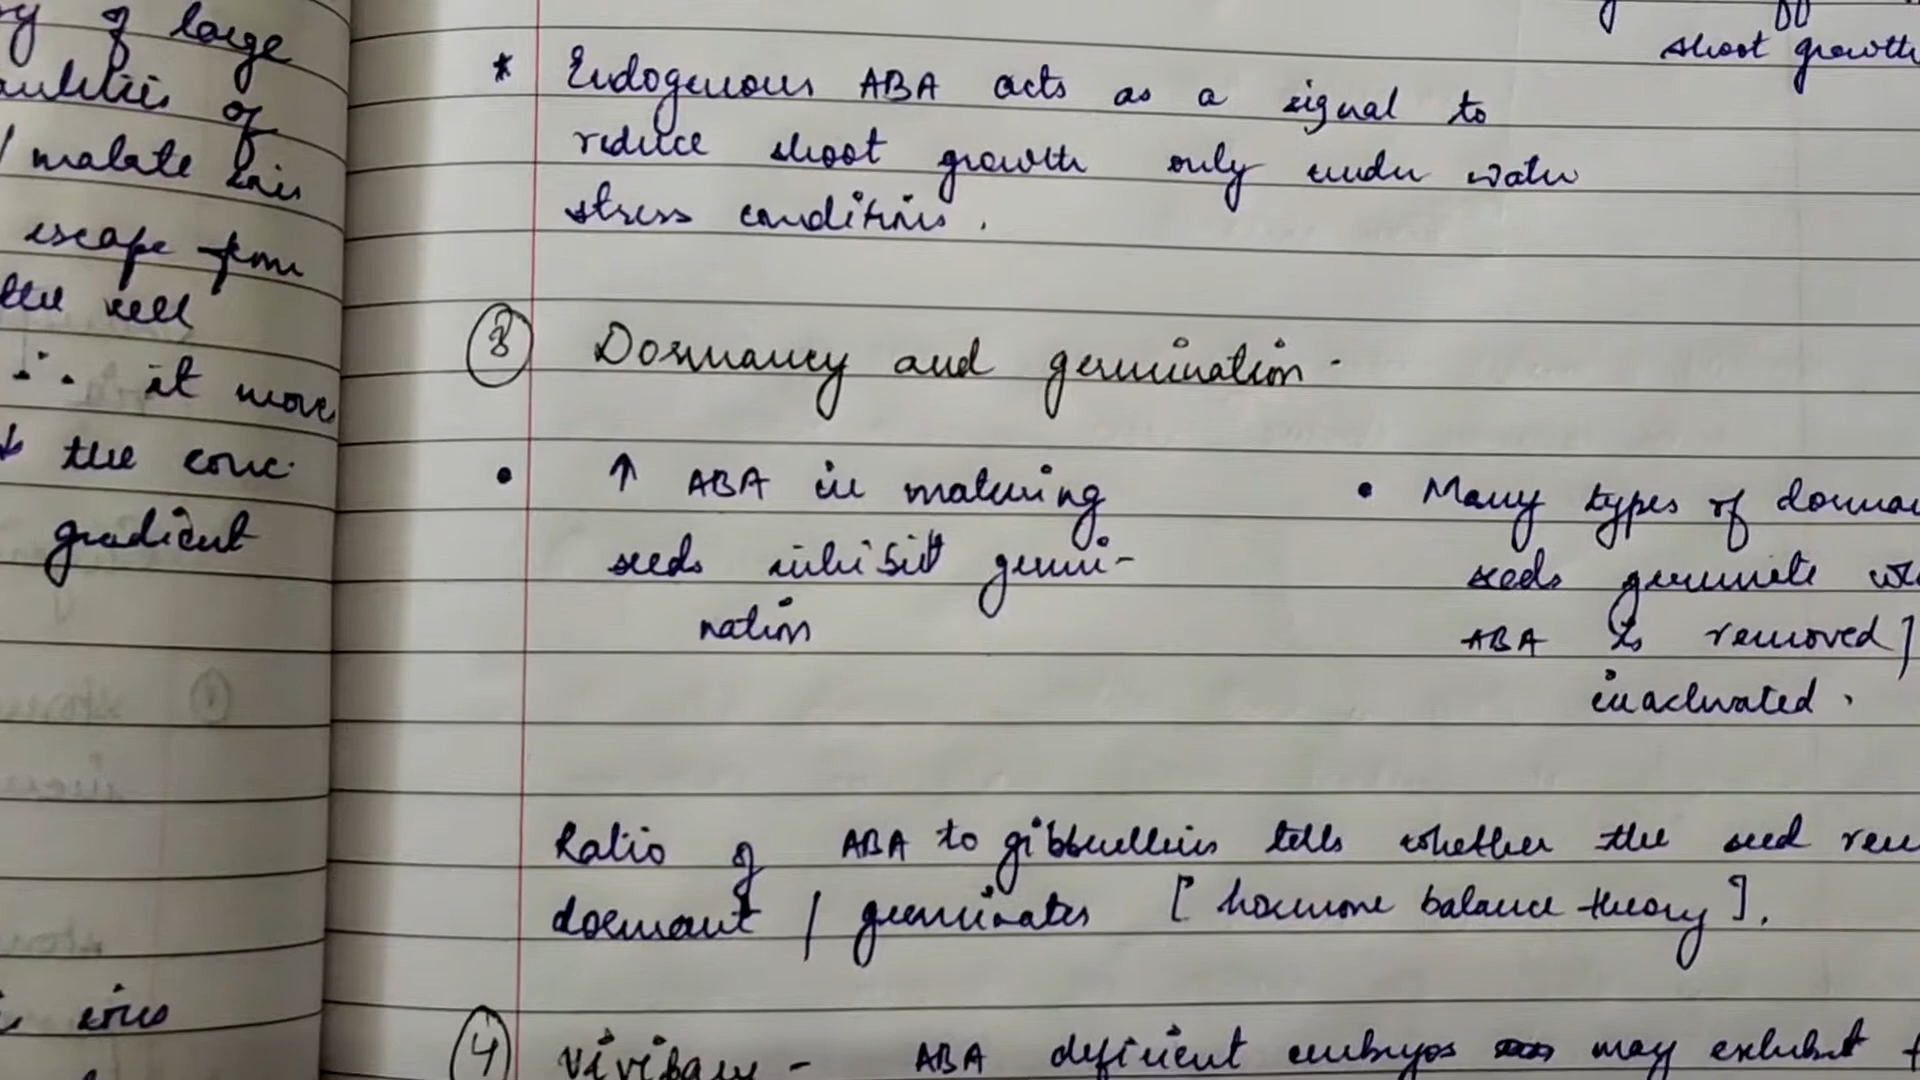 y of large
of
/ malate ions
escape from
the cell
∴ it moves
↓ the conc.
gradient
ions
shoot growth
* Endogenous ABA acts as a signal to
reduce shoot growth only under water
stress conditions.
③ Dormancy and germination.
• ↑ ABA in maturing
seeds inhibit germi-
nation
• Many types of dorma
seeds germinate
ABA is removed /
inactivated.
Ratio of ABA to gibberellins tells whether the seed rem
dormant / germinates [hormone balance theory].
④ Vivipary - ABA deficient embryos may exhibit